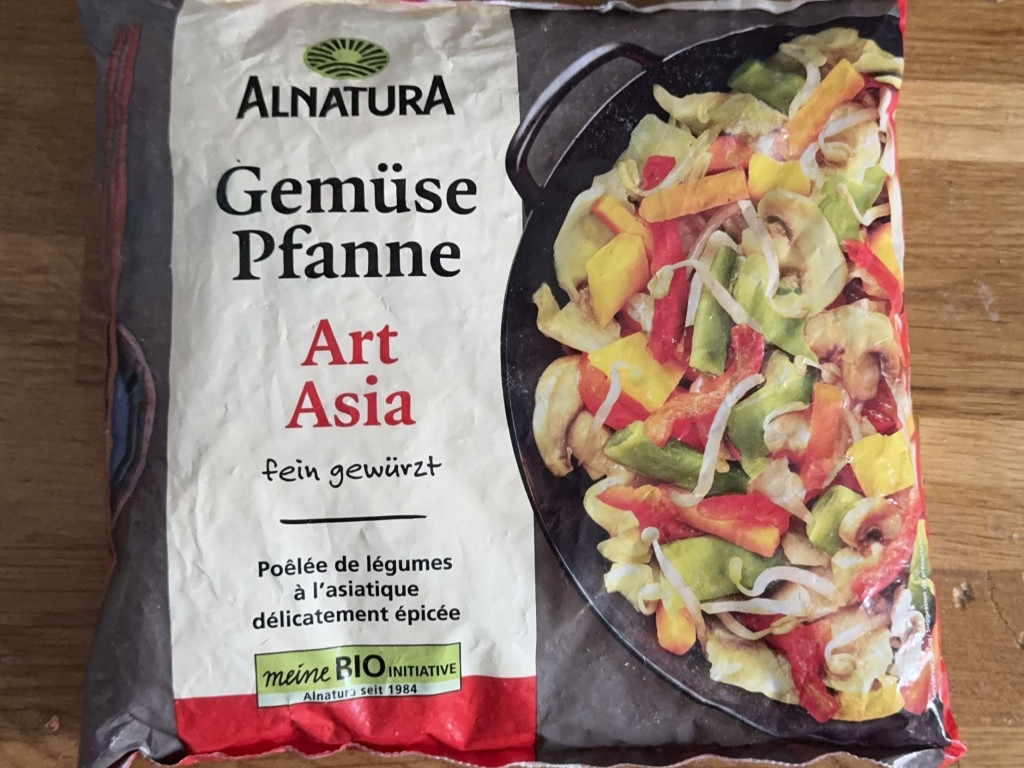 ALNATURA
Gemüse
Pfanne
Art
Asia
fein gewürzt
Poêlée de légumes
à l'asiatique
délicatement épicée
meine BIO INITIATIVE
Alnatura seit 1984